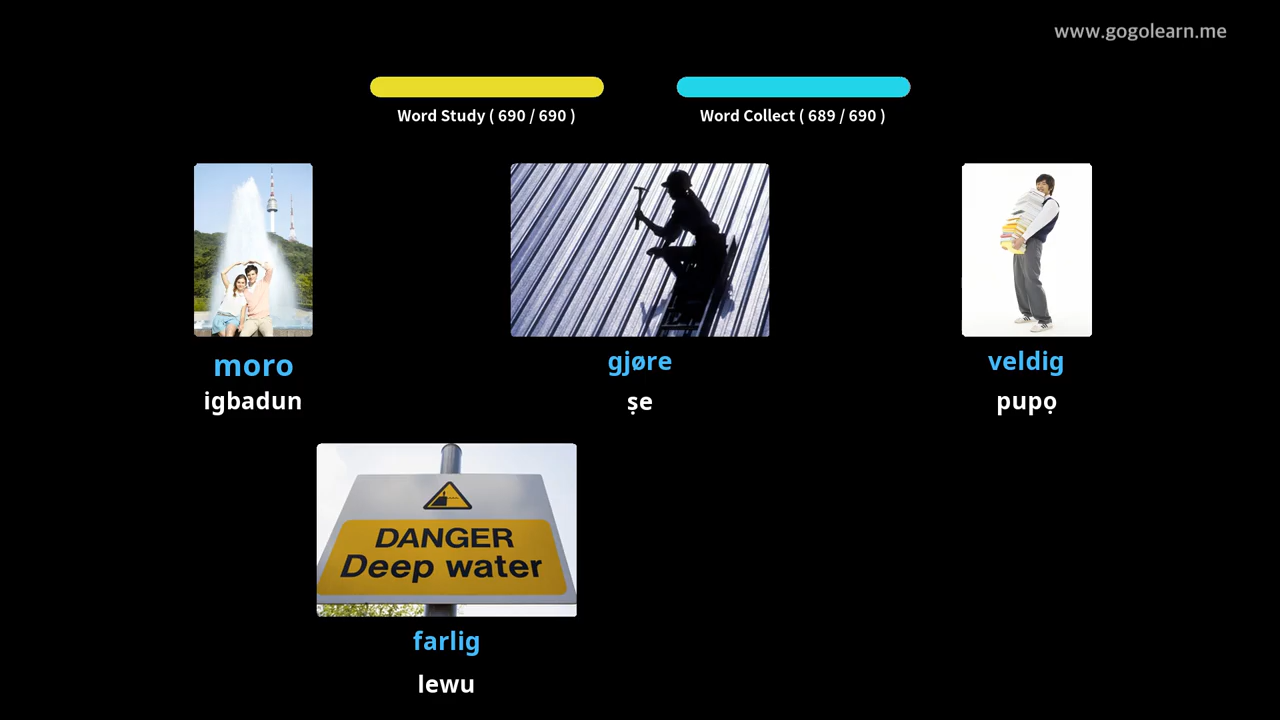 www.gogolearn.me
Word Study ( 690 / 690 )
Word Collect ( 689 / 690 )
moro
igbadun
gjøre
ṣe
veldig
pupọ
DANGER
Deep water
farlig
lewu